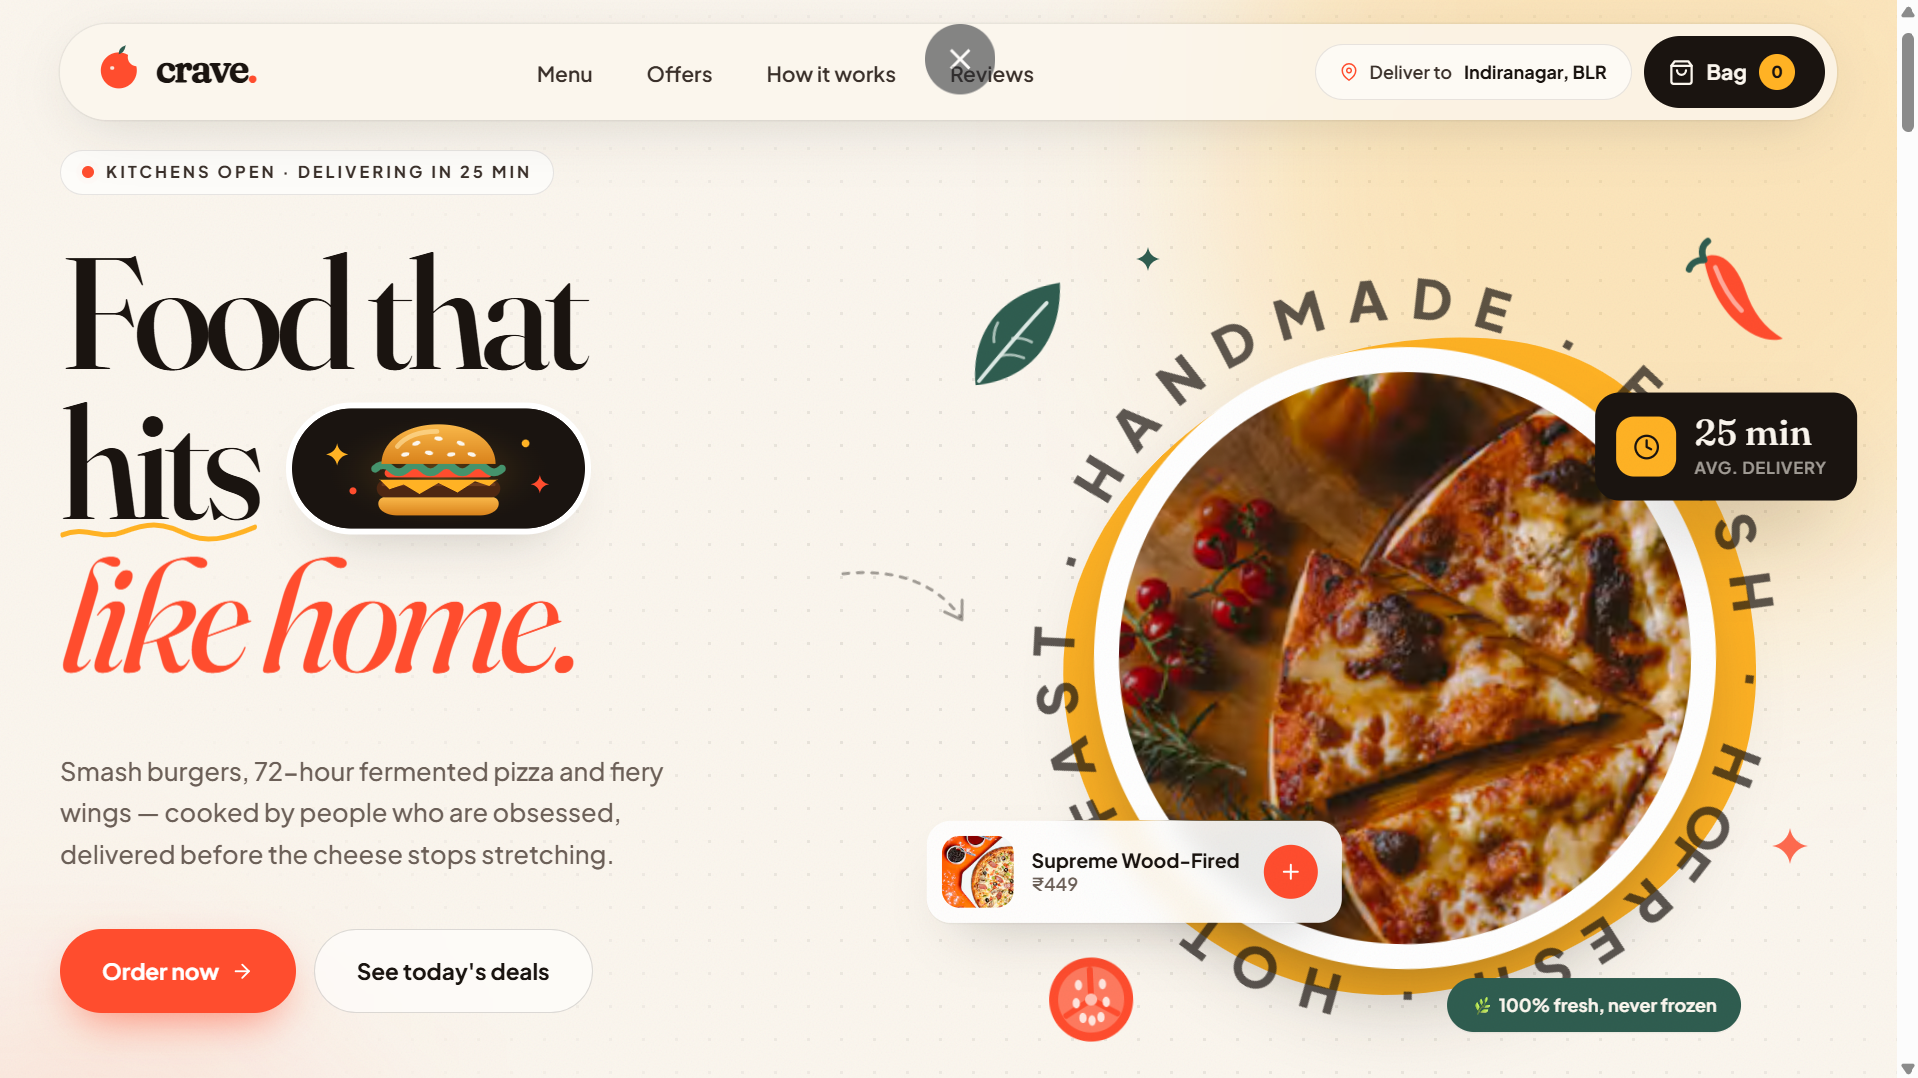 crave.
Menu
Offers
How it works
Reviews
Deliver to Indiranagar, BLR
Bag 0
KITCHENS OPEN · DELIVERING IN 25 MIN
Food that
hits
like home.
Smash burgers, 72-hour fermented pizza and fiery
wings — cooked by people who are obsessed,
delivered before the cheese stops stretching.
Order now
See today's deals
HANDMADE ·
SH · HO
FRESH · HOT
FAST ·
25 min
AVG. DELIVERY
Supreme Wood-Fired
₹449
100% fresh, never frozen